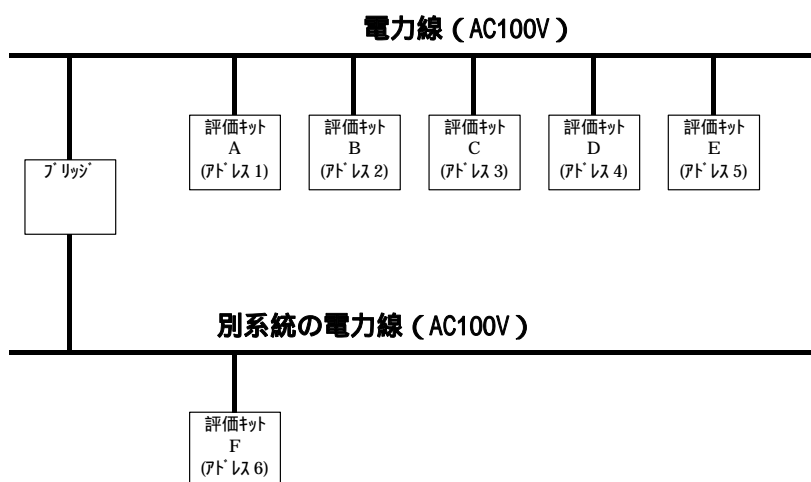 電力線（AC100V）
評価ｷｯﾄ
A
(ｱﾄﾞﾚｽ 1)
評価ｷｯﾄ
B
(ｱﾄﾞﾚｽ 2)
評価ｷｯﾄ
C
(ｱﾄﾞﾚｽ 3)
評価ｷｯﾄ
D
(ｱﾄﾞﾚｽ 4)
評価ｷｯﾄ
E
(ｱﾄﾞﾚｽ 5)
ﾌﾞﾘｯｼﾞ
別系統の電力線（AC100V）
評価ｷｯﾄ
F
(ｱﾄﾞﾚｽ 6)